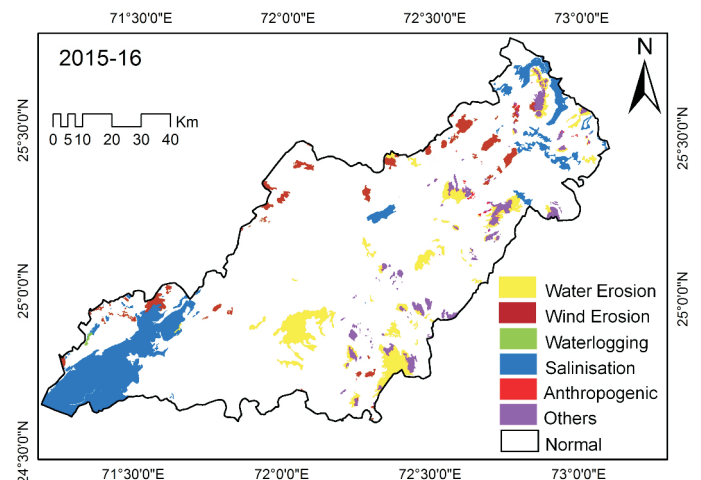 71°30'0"E 72°0'0"E 72°30'0"E 73°0'0"E
2015-16
N
Km
0 5 10 20 30 40
25°30'0"N
25°30'0"N
25°0'0"N
25°0'0"N
24°30'0"N
Water Erosion
Wind Erosion
Waterlogging
Salinisation
Anthropogenic
Others
Normal
71°30'0"E 72°0'0"E 72°30'0"E 73°0'0"E